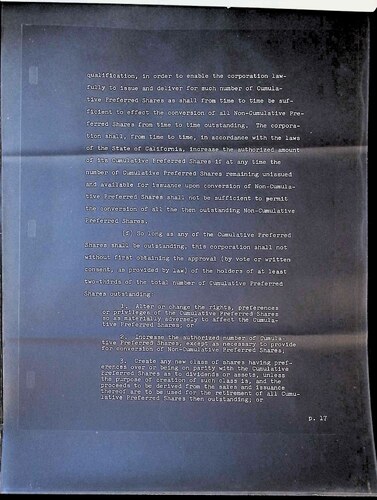 qualification, in order to enable the corporation law-
fully to issue and deliver for such number of Cumula-
tive Preferred Shares as shall from time to time be suf-
ficient to effect the conversion of all Non-Cumulative Pre-
ferred Shares from time to time outstanding. The corpora-
tion shall, from time to time, in accordance with the laws
of the State of California, increase the authorized amount
of its Cumulative Preferred Shares if at any time the
number of Cumulative Preferred Shares remaining unissued
and available for issuance upon conversion of Non-Cumula-
tive Preferred Shares shall not be sufficient to permit
the conversion of all the then outstanding Non-Cumulative
Preferred Shares.
(f) So long as any of the Cumulative Preferred
Shares shall be outstanding, this corporation shall not
without first obtaining the approval (by vote or written
consent, as provided by law) of the holders of at least
two-thirds of the total number of Cumulative Preferred
Shares outstanding
1. Alter or change the rights, preferences
or privileges of the Cumulative Preferred Shares
so as materially adversely to affect the Cumula-
tive Preferred Shares; or
2. Increase the authorized number of Cumula
tive Preferred Shares, except as necessary to provide
for conversion of Non-Cumulative Preferred Shares;
3. Create any new class of shares having pref-
erences over or being on parity with the Cumulative
Preferred Shares as to dividends or assets, unless
the purpose of creation of such class is, and the
proceeds to be derived from the sales and issuance
thereof are to be used for the retirement of all Cumu-
lative Preferred Shares then outstanding; or
p. 17